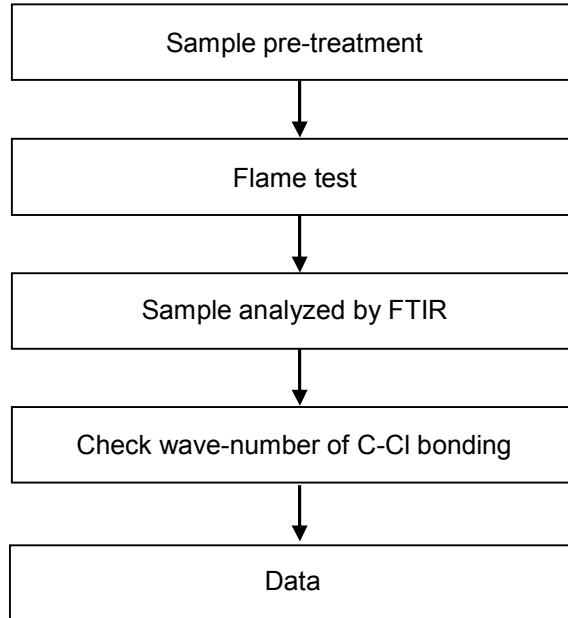 Sample pre-treatment
Flame test
Sample analyzed by FTIR
Check wave-number of C-Cl bonding
Data